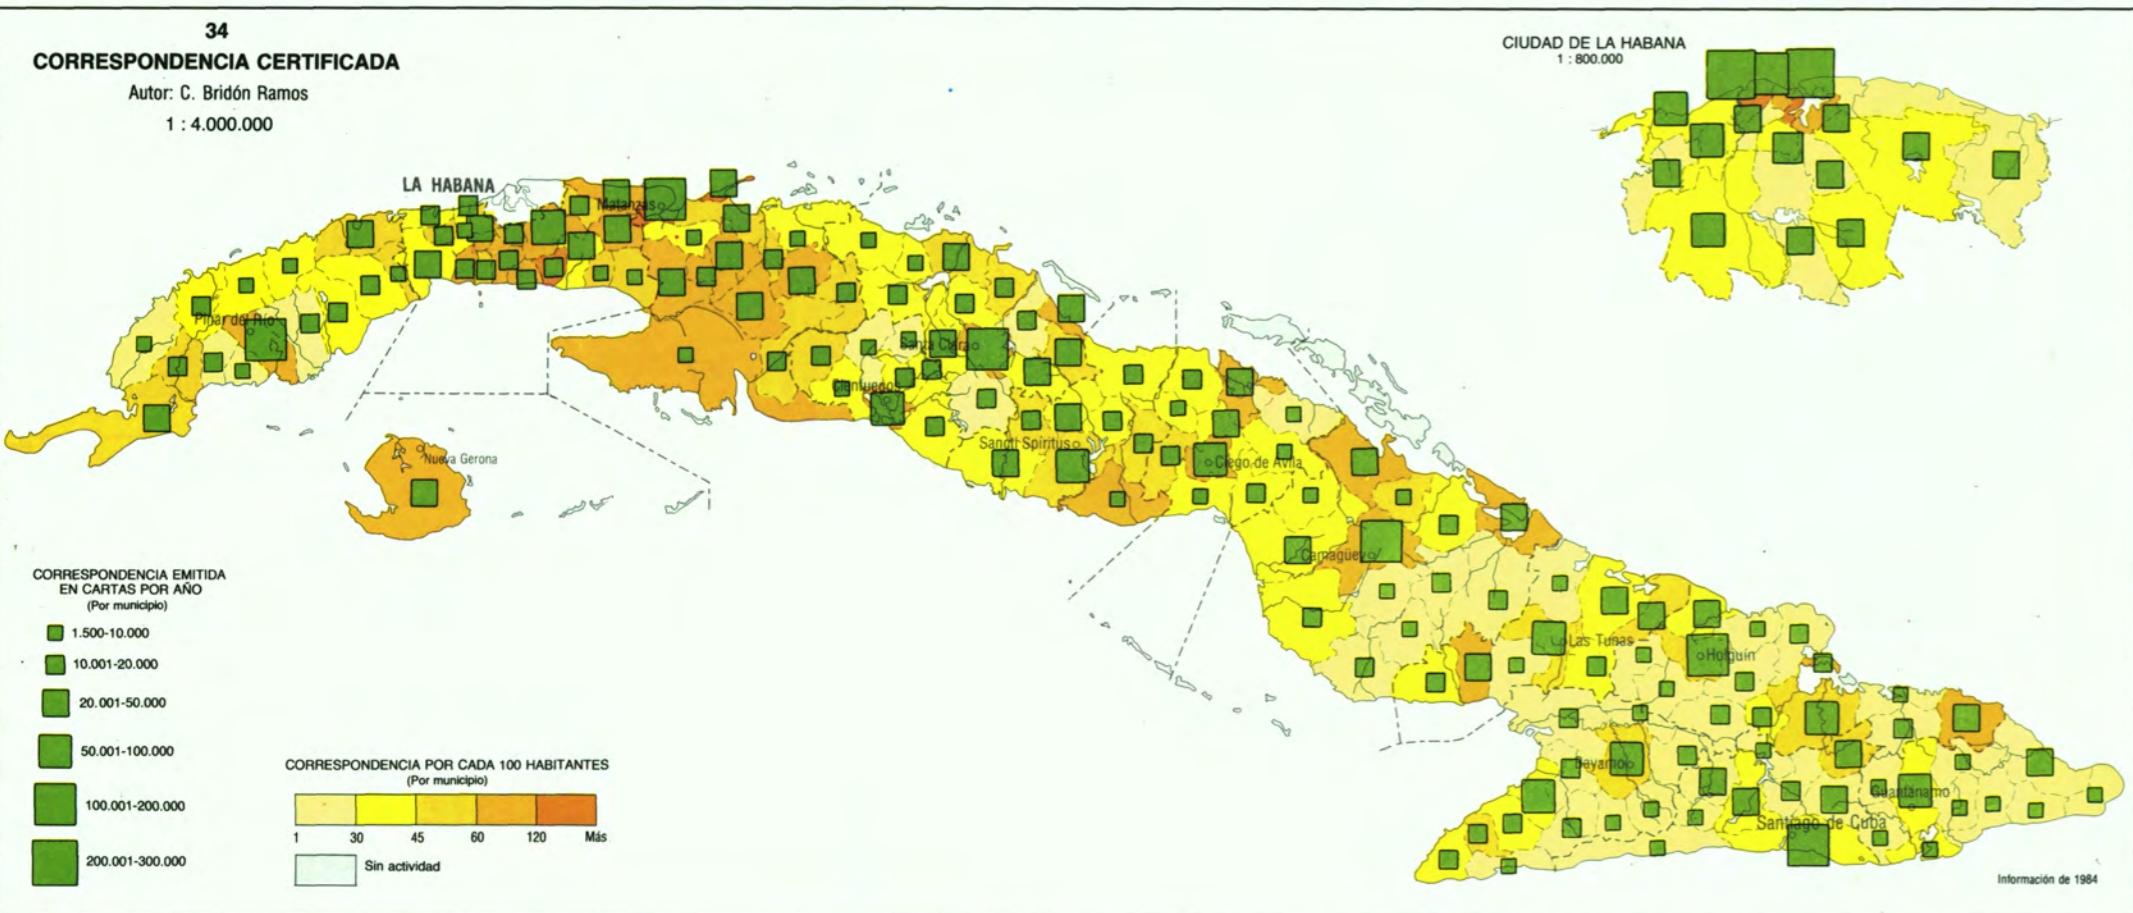 34
CORRESPONDENCIA CERTIFICADA
Autor: C. Bridón Ramos
1 : 4.000.000
CIUDAD DE LA HABANA
1 : 800.000
LA HABANA
Matanzas
Pinar del Río
Santa Clara
Cienfuegos
Nueva Gerona
Sancti Spíritus
Ciego de Avila
Camagüey
Las Tunas
Holguín
Bayamo
Guantánamo
Santiago de Cuba
CORRESPONDENCIA EMITIDA
EN CARTAS POR AÑO
(Por municipio)
1.500-10.000
10.001-20.000
20.001-50.000
50.001-100.000
100.001-200.000
200.001-300.000
CORRESPONDENCIA POR CADA 100 HABITANTES
(Por municipio)
1 30 45 60 120 Más
Sin actividad
Información de 1984